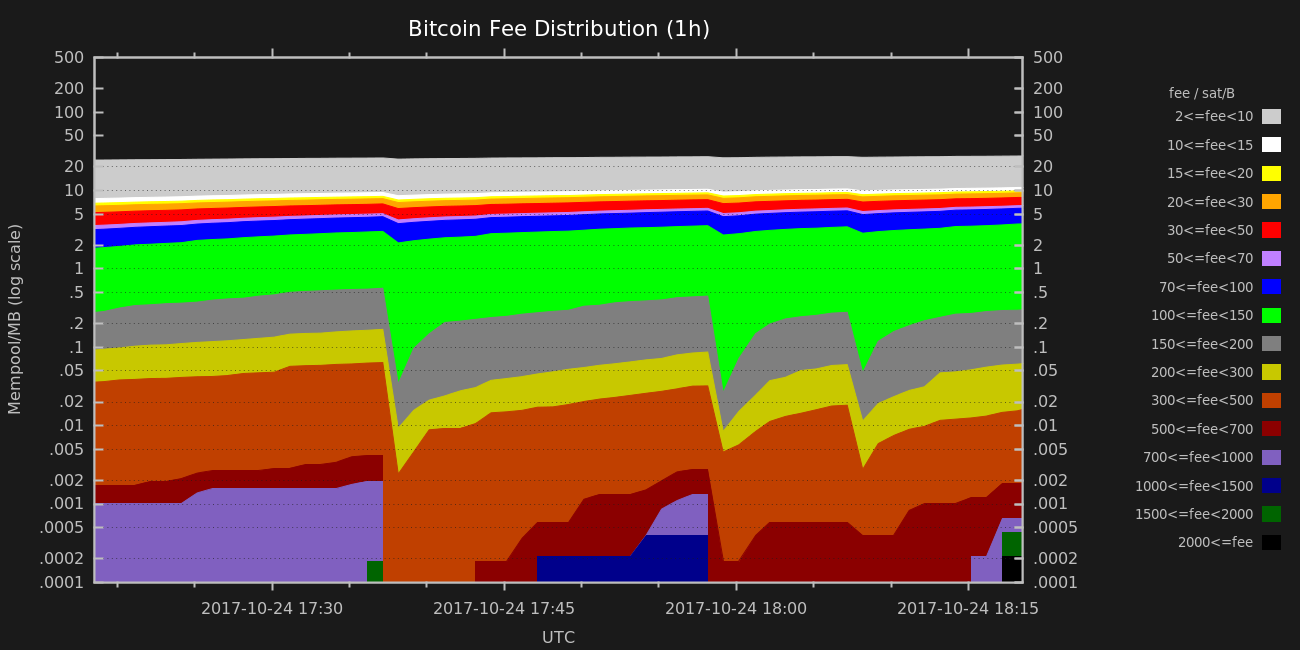 Bitcoin Fee Distribution (1h)
500 500
200 200
100 100
50 50
20 20
10 10
5 5
2 2
1 1
.5 .5
.2 .2
.1 .1
.05 .05
.02 .02
.01 .01
.005 .005
.002 .002
.001 .001
.0005 .0005
.0002 .0002
.0001 .0001
Mempool/MB (log scale)
2017-10-24 17:30 2017-10-24 17:45 2017-10-24 18:00 2017-10-24 18:15
UTC
fee / sat/B
2<=fee<10
10<=fee<15
15<=fee<20
20<=fee<30
30<=fee<50
50<=fee<70
70<=fee<100
100<=fee<150
150<=fee<200
200<=fee<300
300<=fee<500
500<=fee<700
700<=fee<1000
1000<=fee<1500
1500<=fee<2000
2000<=fee